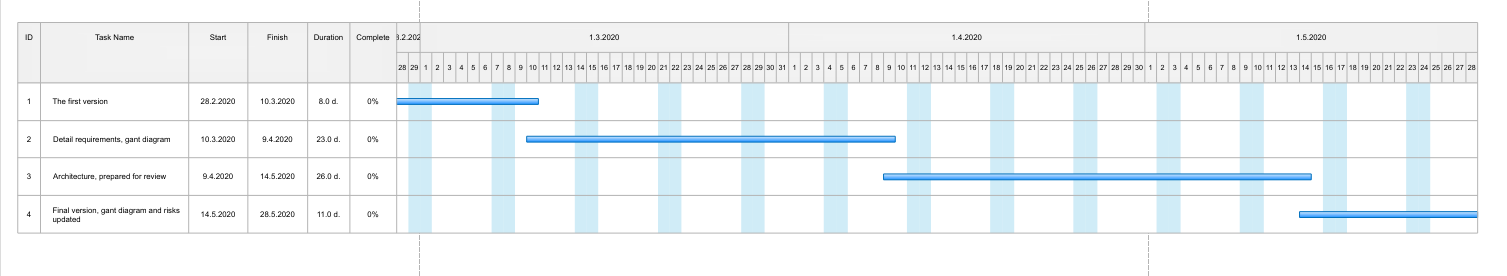 ID Task Name Start Finish Duration Complete 8.2.202 1.3.2020 1.4.2020 1.5.2020
28 29 1 2 3 4 5 6 7 8 9 10 11 12 13 14 15 16 17 18 19 20 21 22 23 24 25 26 27 28 29 30 31 1 2 3 4 5 6 7 8 9 10 11 12 13 14 15 16 17 18 19 20 21 22 23 24 25 26 27 28 29 30 1 2 3 4 5 6 7 8 9 10 11 12 13 14 15 16 17 18 19 20 21 22 23 24 25 26 27 28
1 The first version 28.2.2020 10.3.2020 8.0 d. 0%
2 Detail requirements, gant diagram 10.3.2020 9.4.2020 23.0 d. 0%
3 Architecture, prepared for review 9.4.2020 14.5.2020 26.0 d. 0%
4 Final version, gant diagram and risks
updated 14.5.2020 28.5.2020 11.0 d. 0%